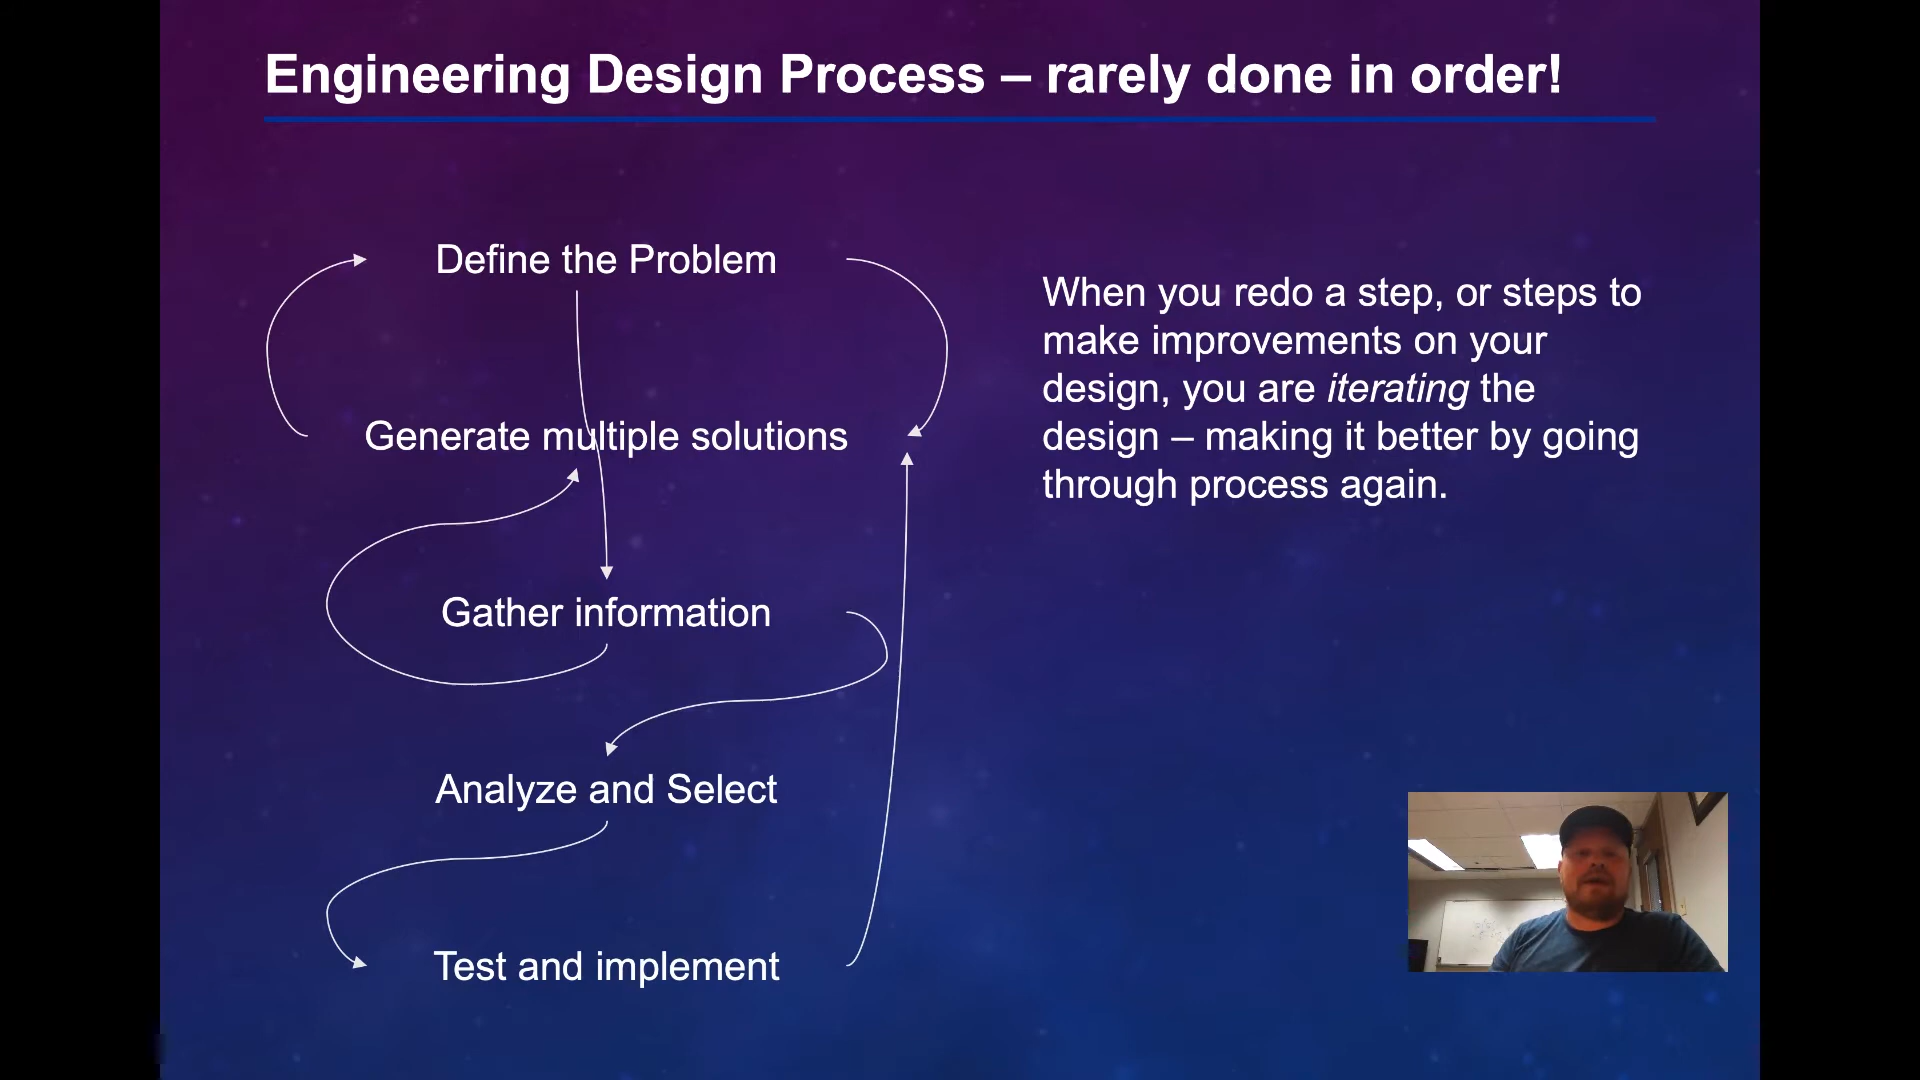 Engineering Design Process – rarely done in order!
Define the Problem
Generate multiple solutions
Gather information
Analyze and Select
Test and implement
When you redo a step, or steps to
make improvements on your
design, you are iterating the
design – making it better by going
through process again.